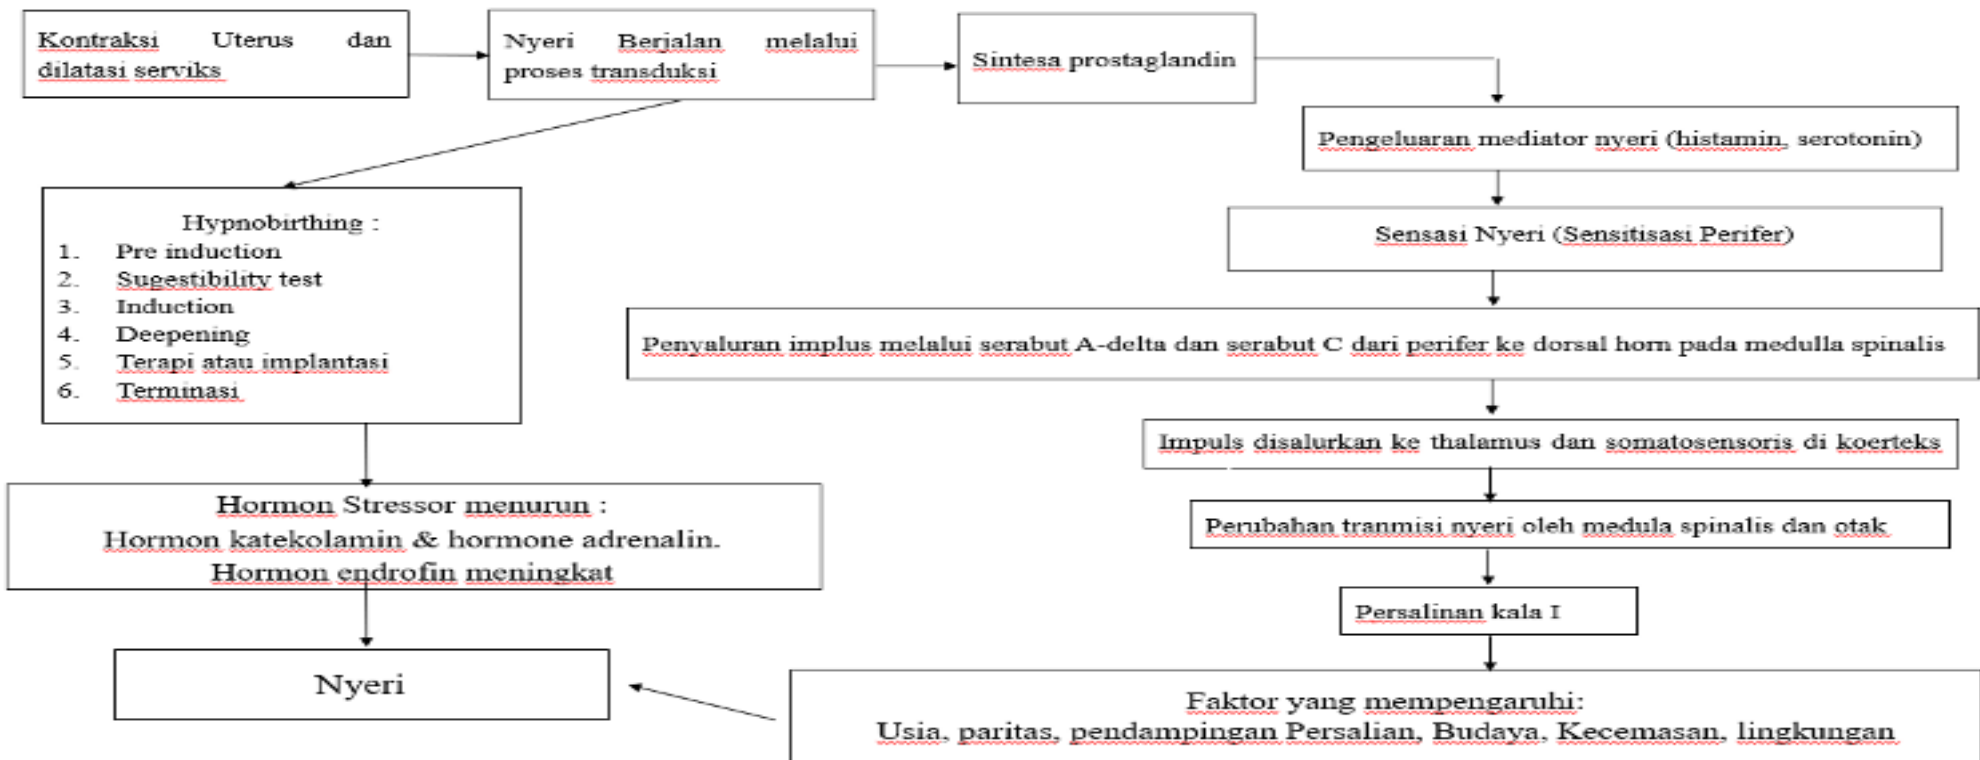 Kontraksi Uterus dan
dilatasi serviks
Nyeri Berjalan melalui
proses transduksi
Sintesa prostaglandin
Pengeluaran mediator nyeri (histamin, serotonin)
Sensasi Nyeri (Sensitisasi Perifer)
Penyaluran implus melalui serabut A-delta dan serabut C dari perifer ke dorsal horn pada medulla spinalis
Impuls disalurkan ke thalamus dan somatosensoris di koerteks
Perubahan tranmisi nyeri oleh medula spinalis dan otak
Persalinan kala I
Faktor yang mempengaruhi:
Usia, paritas, pendampingan Persalian, Budaya, Kecemasan, lingkungan
Hypnobirthing :
1. Pre induction
2. Sugestibility test
3. Induction
4. Deepening
5. Terapi atau implantasi
6. Terminasi
Hormon Stressor menurun :
Hormon katekolamin & hormone adrenalin.
Hormon endrofin meningkat
Nyeri